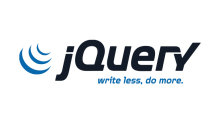 jQuery
write less, do more.